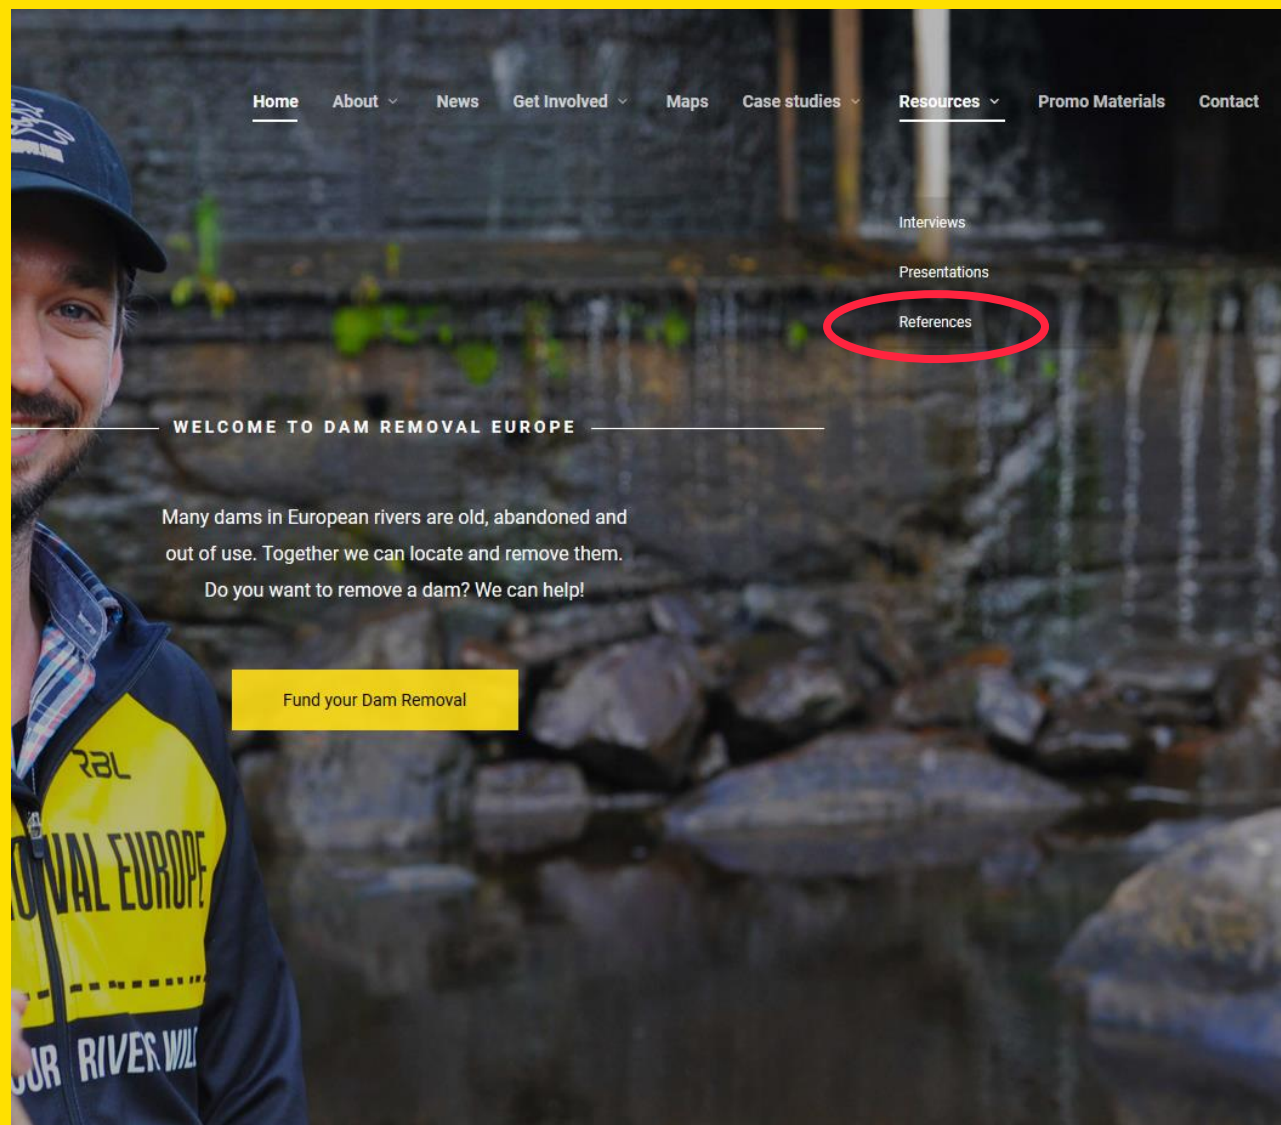 Home About News Get Involved Maps Case studies Resources Promo Materials Contact
Interviews
Presentations
References
WELCOME TO DAM REMOVAL EUROPE
Many dams in European rivers are old, abandoned and
out of use. Together we can locate and remove them.
Do you want to remove a dam? We can help!
Fund your Dam Removal
RBL
VAL EUROPE
RIVER WIL